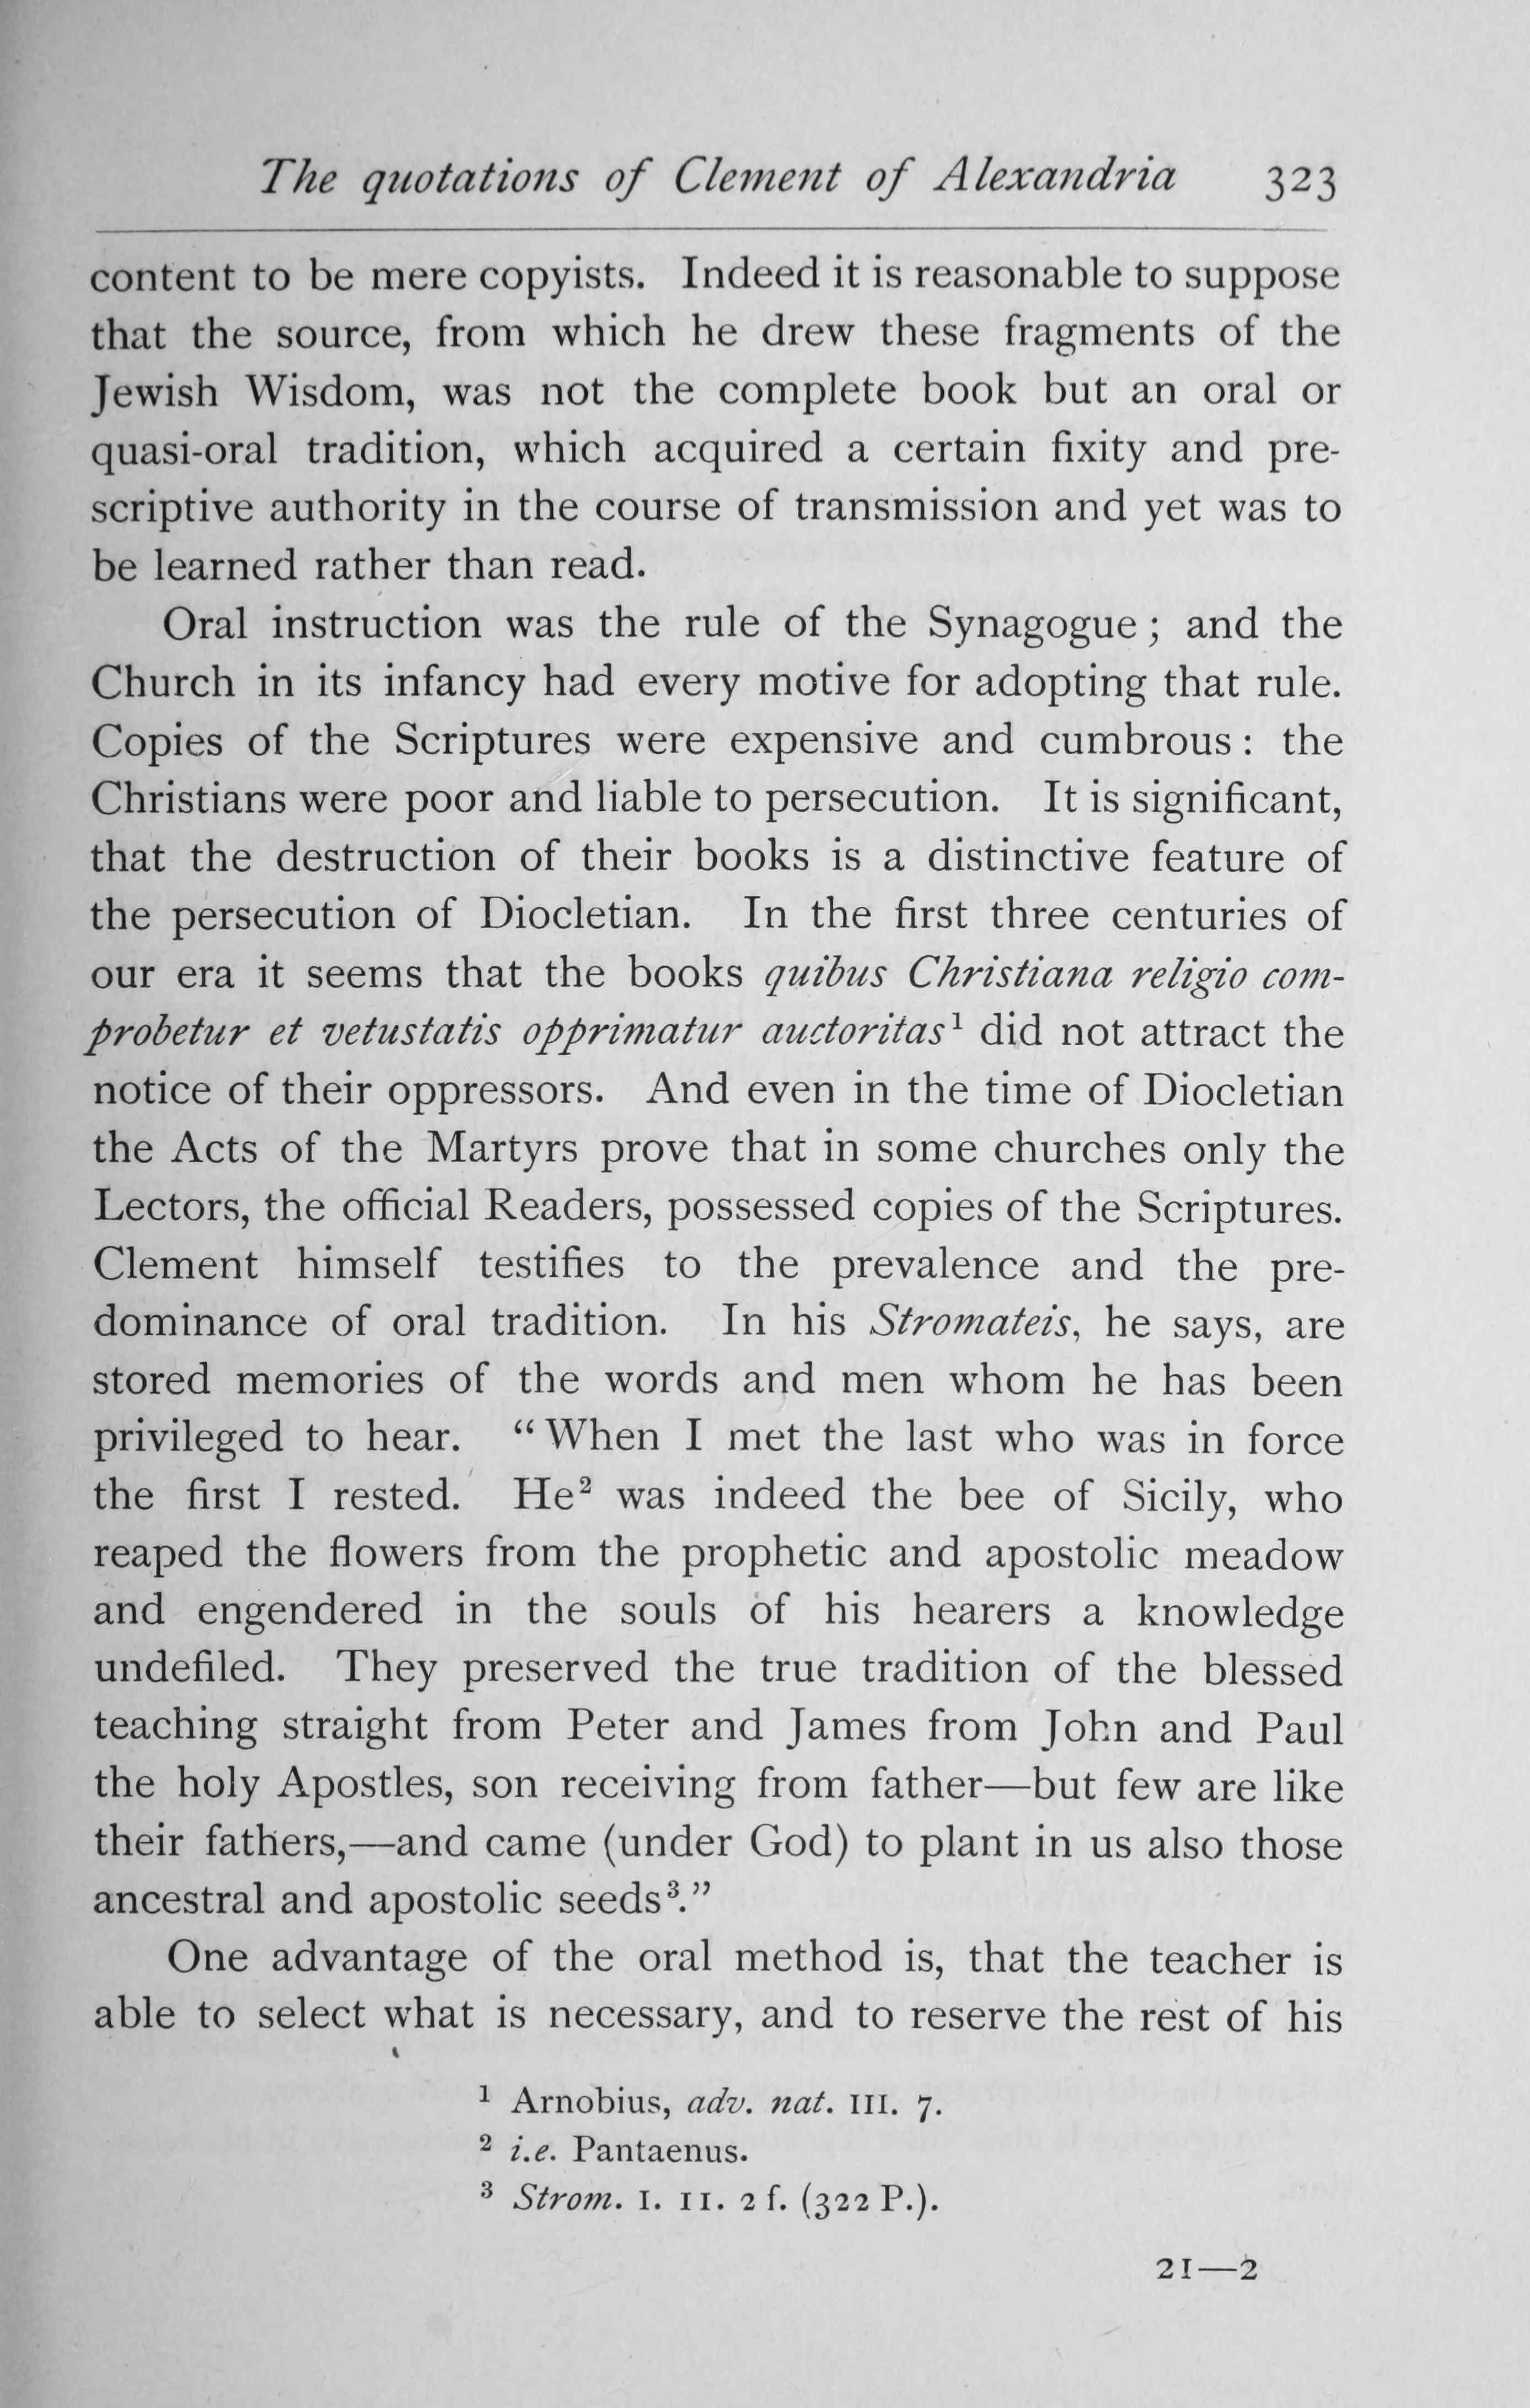 The quotations of Clement of Alexandria 323
content to be mere copyists. Indeed it is reasonable to suppose
that the source, from which he drew these fragments of the
Jewish Wisdom, was not the complete book but an oral or
quasi-oral tradition, which acquired a certain fixity and pre-
scriptive authority in the course of transmission and yet was to
be learned rather than read.
Oral instruction was the rule of the Synagogue; and the
Church in its infancy had every motive for adopting that rule.
Copies of the Scriptures were expensive and cumbrous: the
Christians were poor and liable to persecution. It is significant,
that the destruction of their books is a distinctive feature of
the persecution of Diocletian. In the first three centuries of
our era it seems that the books quibus Christiana religio com-
probetur et vetustatis opprimatur auctoritas¹ did not attract the
notice of their oppressors. And even in the time of Diocletian
the Acts of the Martyrs prove that in some churches only the
Lectors, the official Readers, possessed copies of the Scriptures.
Clement himself testifies to the prevalence and the pre-
dominance of oral tradition. In his Stromateis, he says, are
stored memories of the words and men whom he has been
privileged to hear. “When I met the last who was in force
the first I rested. He² was indeed the bee of Sicily, who
reaped the flowers from the prophetic and apostolic meadow
and engendered in the souls of his hearers a knowledge
undefiled. They preserved the true tradition of the blessed
teaching straight from Peter and James from John and Paul
the holy Apostles, son receiving from father—but few are like
their fathers,—and came (under God) to plant in us also those
ancestral and apostolic seeds³.”
One advantage of the oral method is, that the teacher is
able to select what is necessary, and to reserve the rest of his
¹ Arnobius, adv. nat. III. 7.
² i.e. Pantaenus.
³ Strom. I. 11. 2 f. (322 P.).
21—2